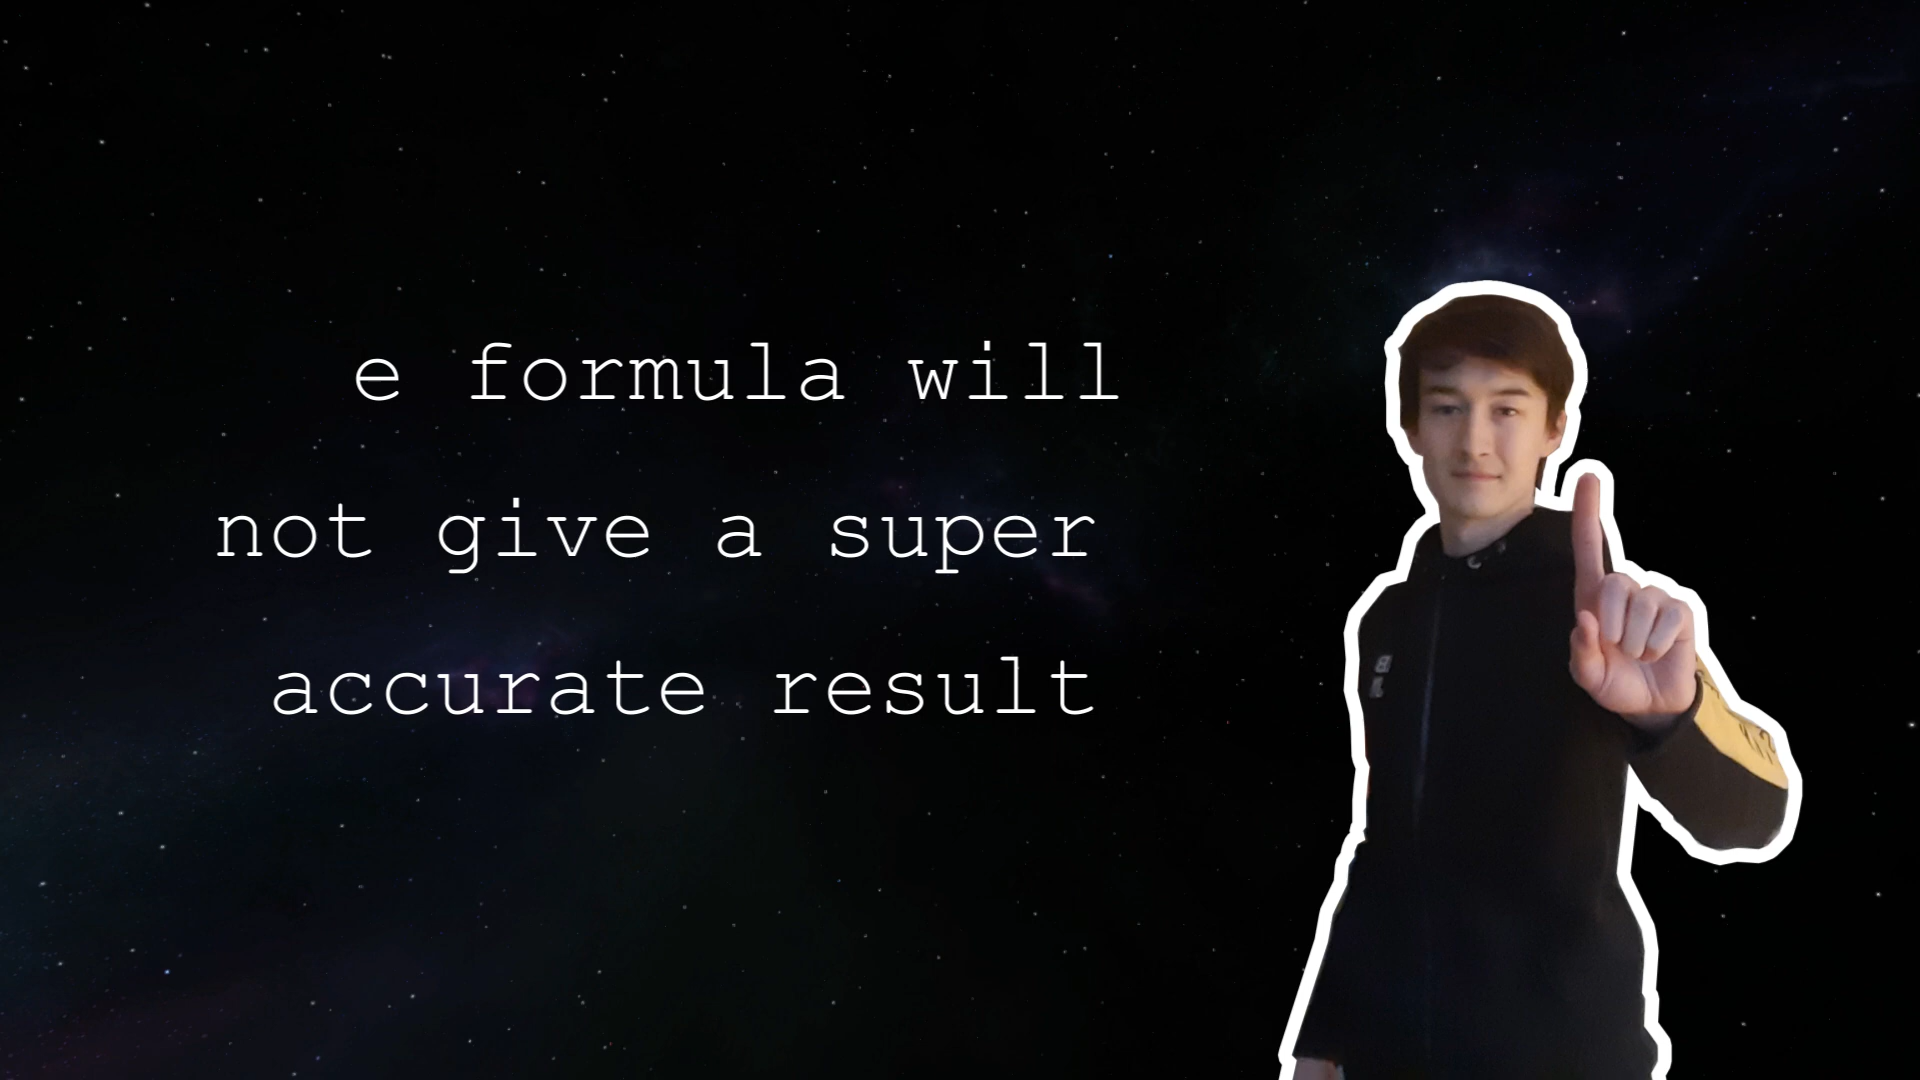 e formula will
not give a super
accurate result